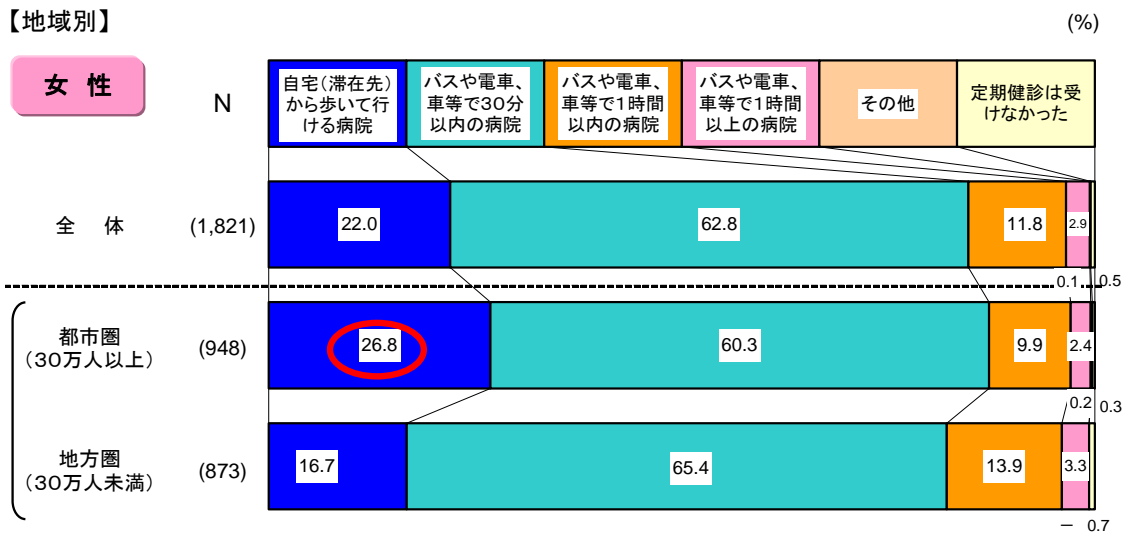 【地域別】
(%)
女 性
N
自宅(滞在先)
から歩いて行
ける病院
バスや電車、
車等で30分
以内の病院
バスや電車、
車等で1時間
以内の病院
バスや電車、
車等で1時間
以上の病院
その他
定期健診は受
けなかった
全 体
(1,821)
22.0
62.8
11.8
2.9
0.1
0.5
都市圏
(30万人以上)
(948)
26.8
60.3
9.9
2.4
0.2
0.3
地方圏
(30万人未満)
(873)
16.7
65.4
13.9
3.3
－
0.7